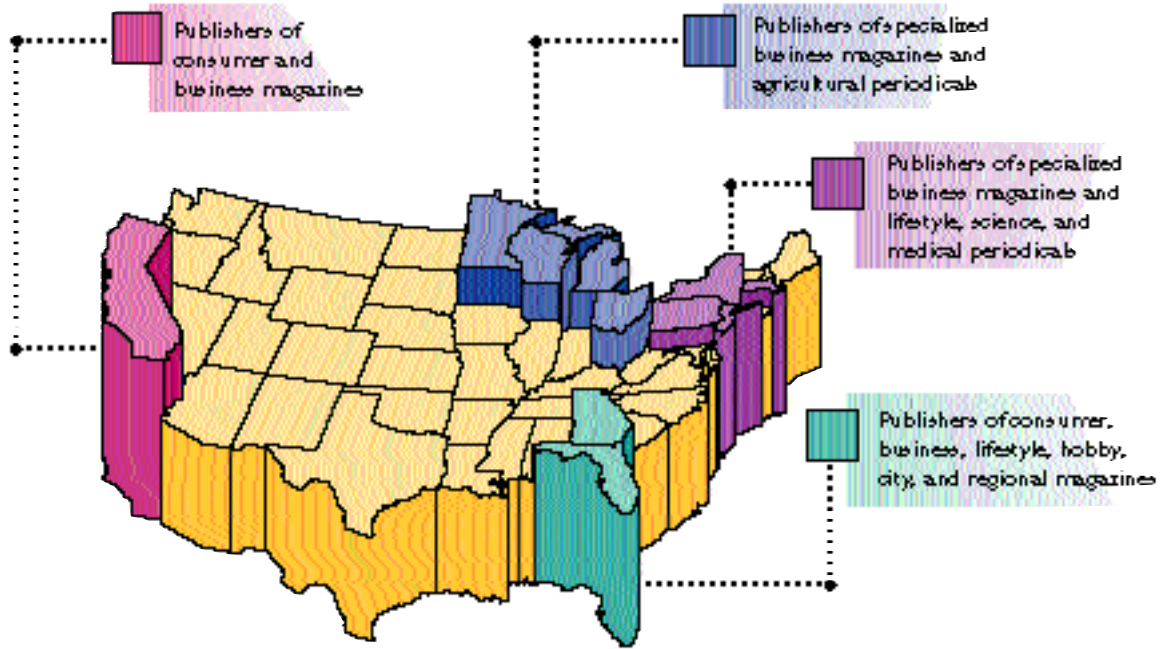 Publishers of
consumer and
business magazines
Publishers of specialized
business magazines and
agricultural periodicals
Publishers of specialized
business magazines and
lifestyle, science, and
medical periodicals
Publishers of consumer,
business, lifestyle, hobby,
city, and regional magazines